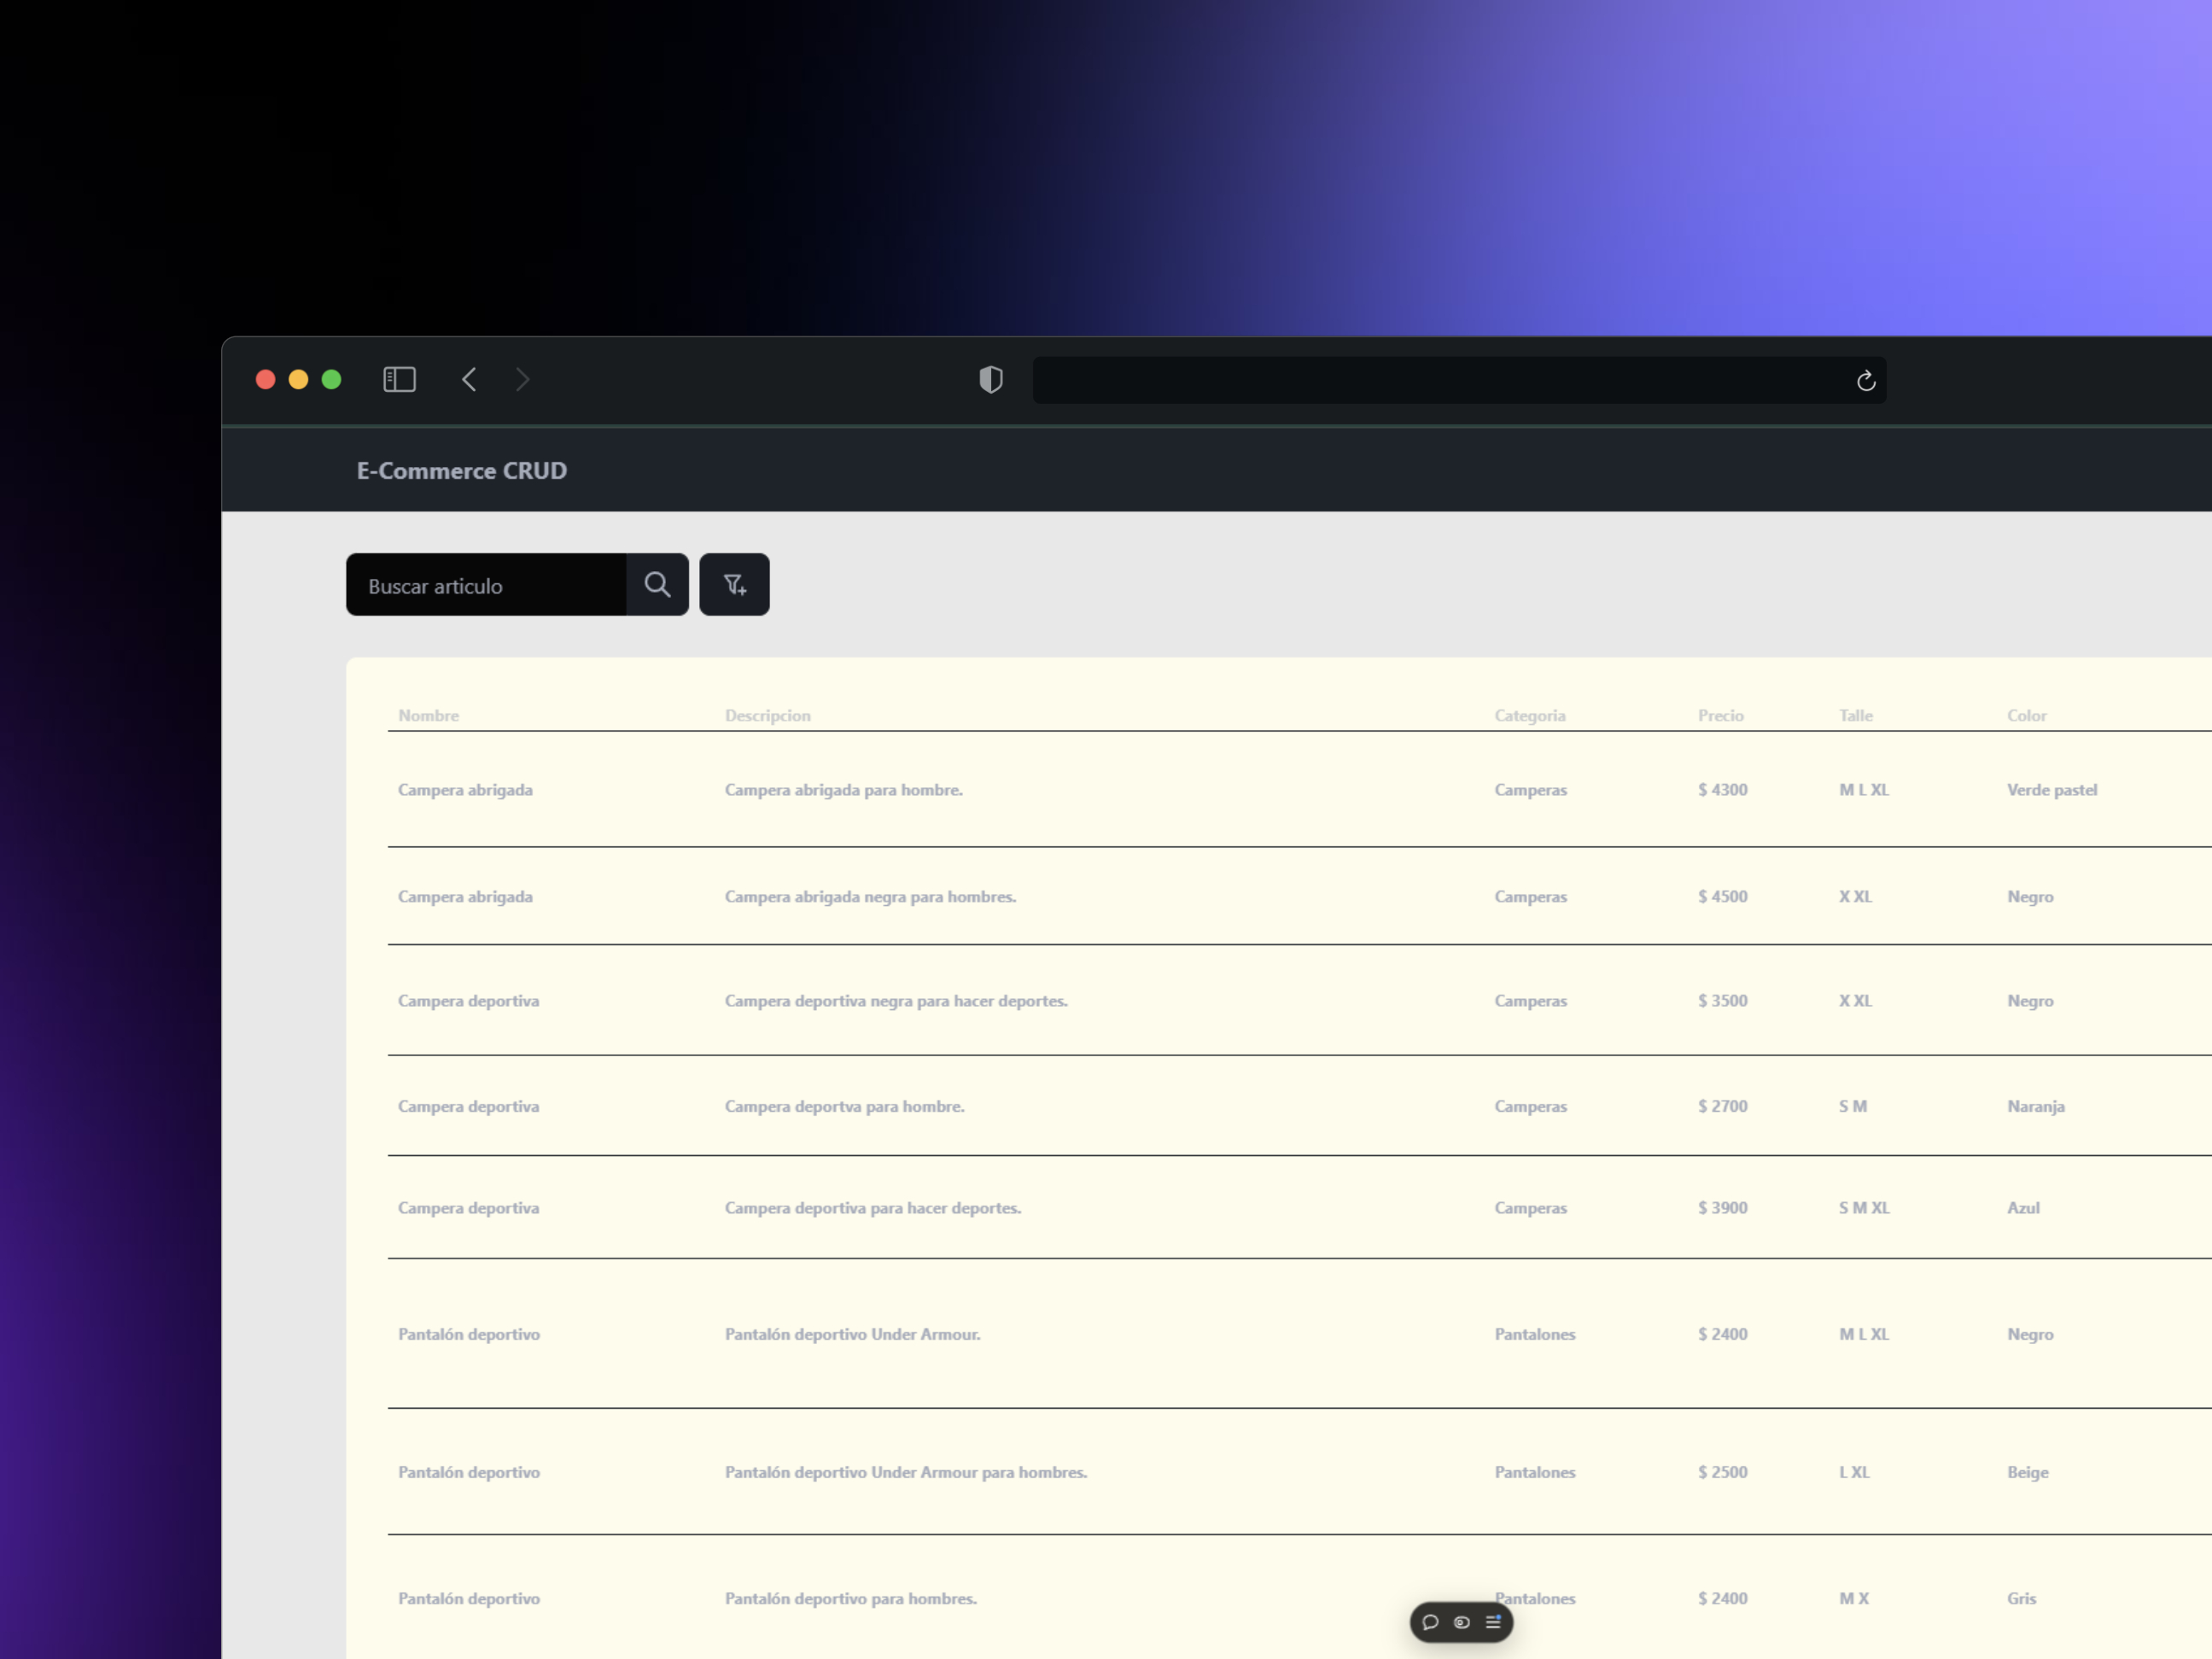 E-Commerce CRUD
Buscar articulo
Nombre Descripcion Categoria Precio Talle Color
Campera abrigada Campera abrigada para hombre. Camperas $ 4300 M L XL Verde pastel
Campera abrigada Campera abrigada negra para hombres. Camperas $ 4500 X XL Negro
Campera deportiva Campera deportiva negra para hacer deportes. Camperas $ 3500 X XL Negro
Campera deportiva Campera deportva para hombre. Camperas $ 2700 S M Naranja
Campera deportiva Campera deportiva para hacer deportes. Camperas $ 3900 S M XL Azul
Pantalón deportivo Pantalón deportivo Under Armour. Pantalones $ 2400 M L XL Negro
Pantalón deportivo Pantalón deportivo Under Armour para hombres. Pantalones $ 2500 L XL Beige
Pantalón deportivo Pantalón deportivo para hombres. Pantalones $ 2400 M X Gris